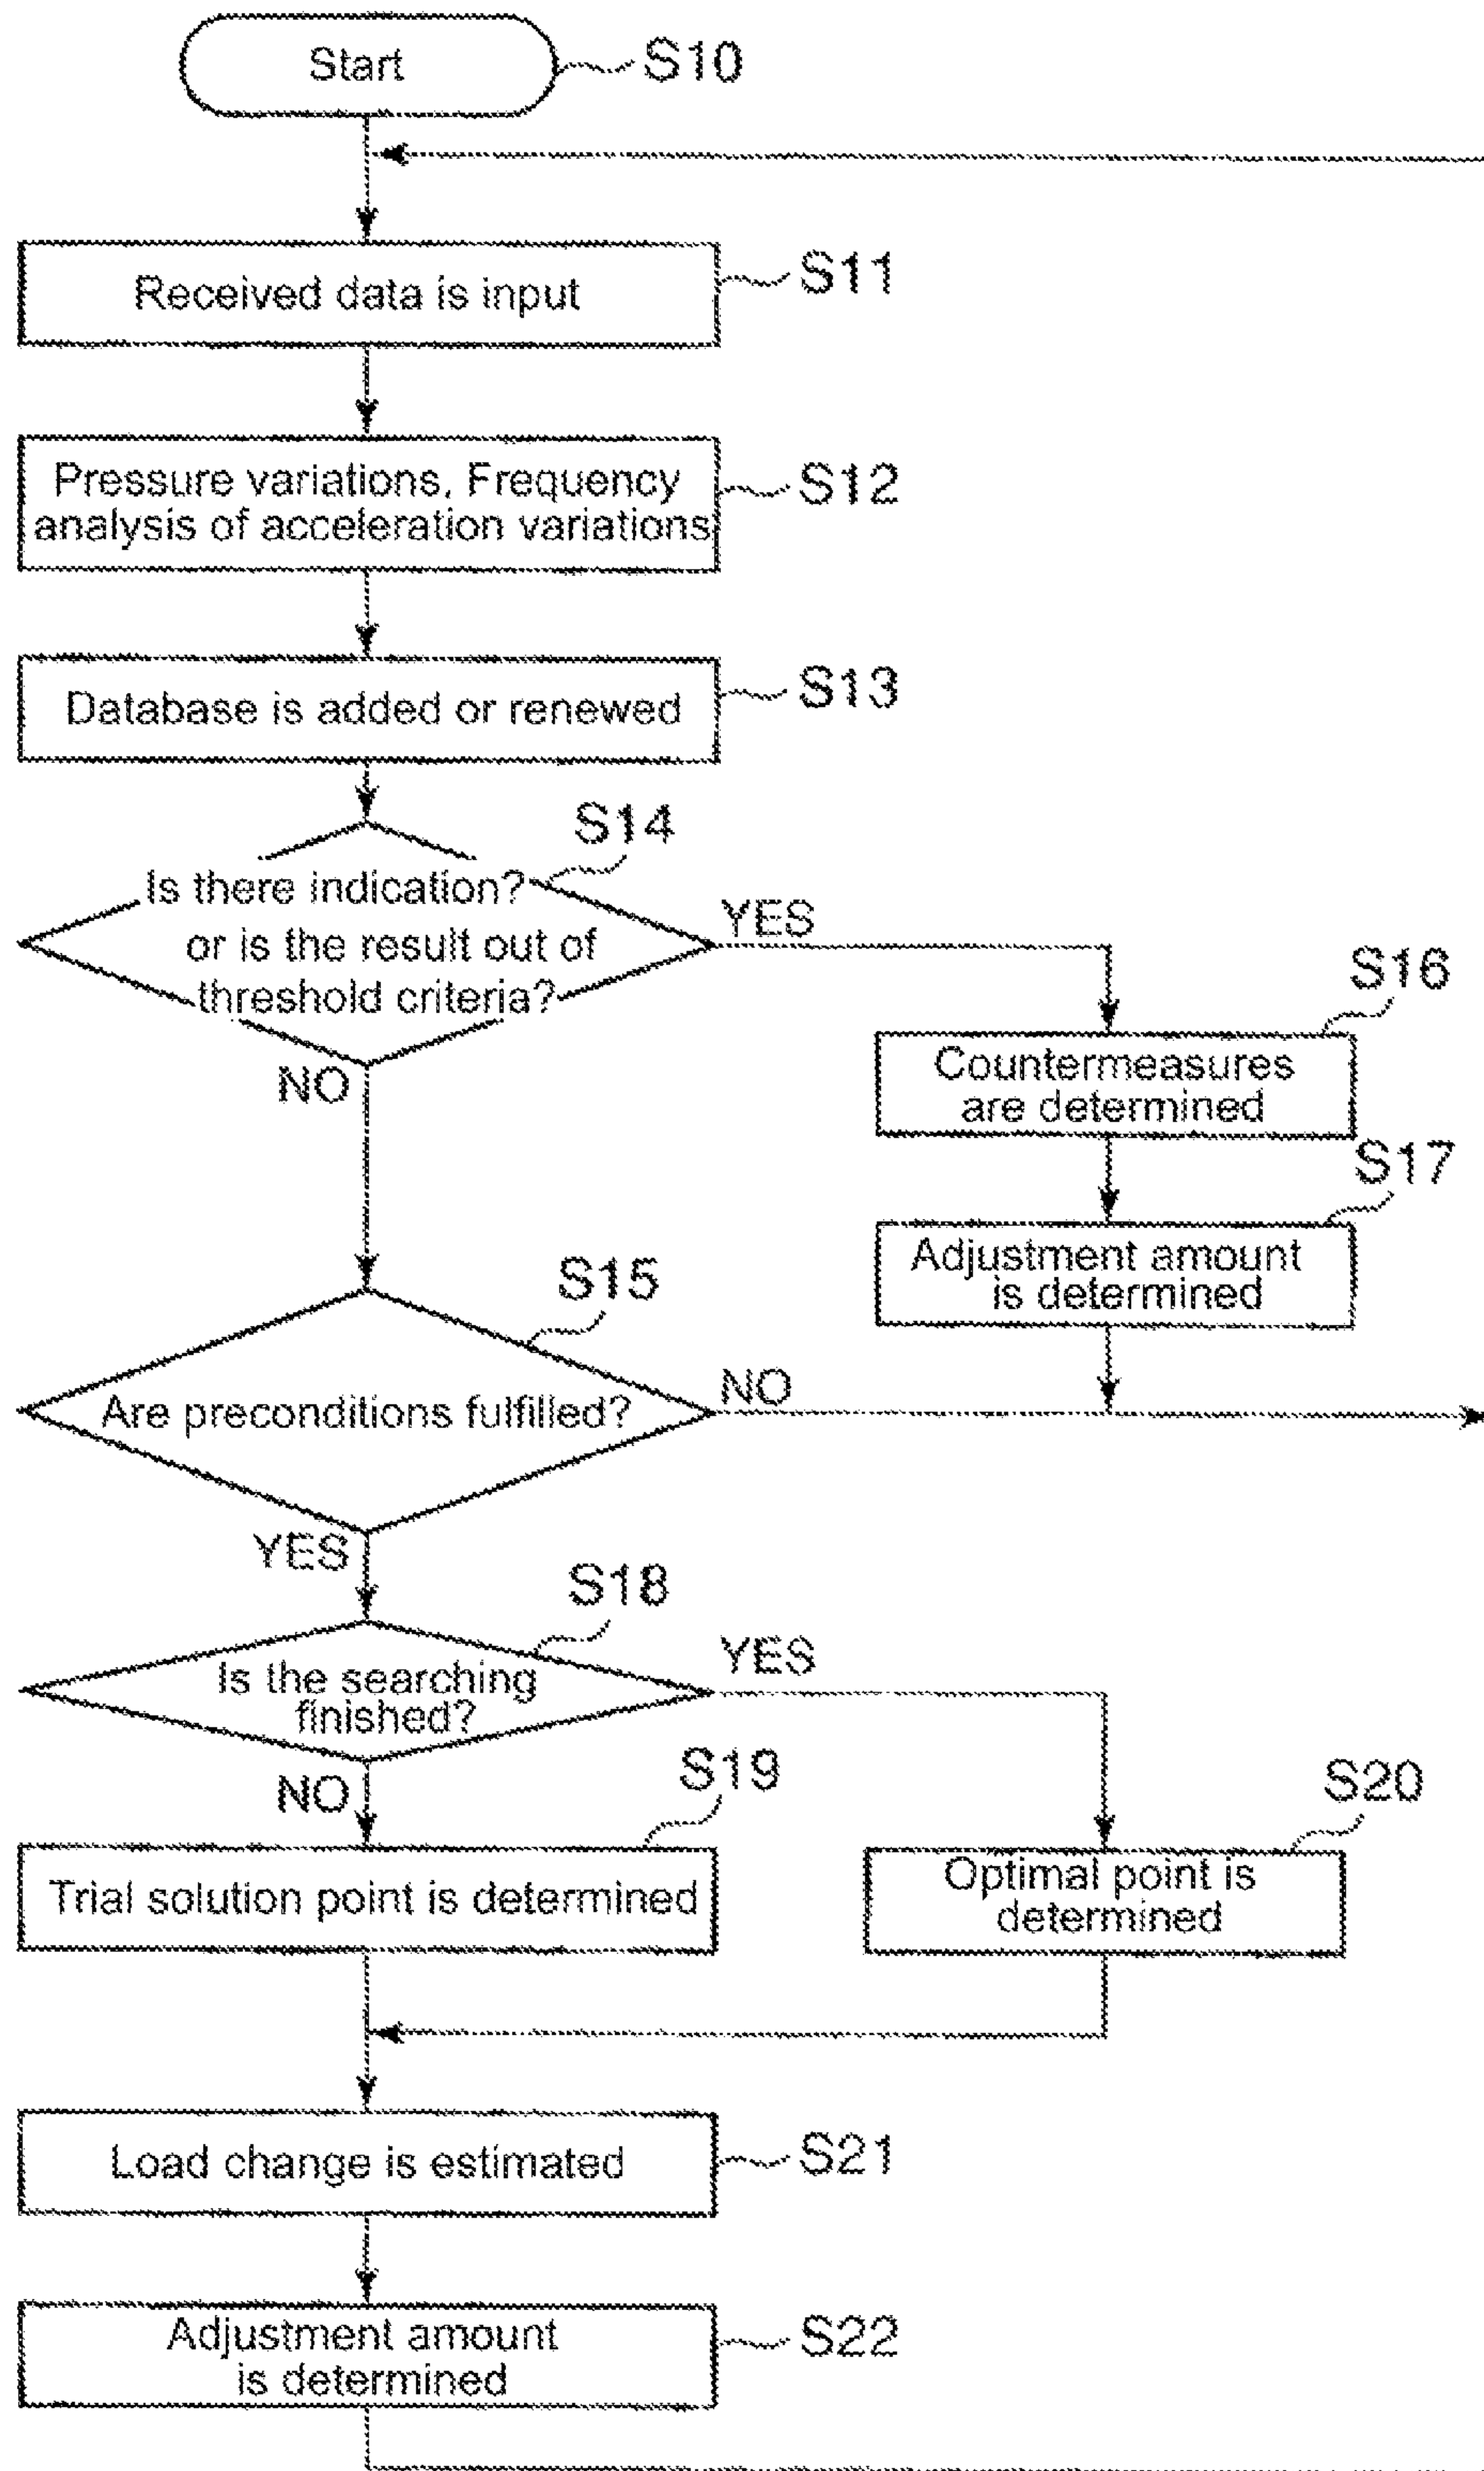 Start
S10
Received data is input
S11
Pressure variations, Frequency
analysis of acceleration variations
S12
Database is added or renewed
S13
S14
Is there indication?
or is the result out of
threshold criteria?
YES
NO
S16
Countermeasures
are determined
S17
Adjustment amount
is determined
S15
Are preconditions fulfilled?
NO
YES
S18
Is the searching
finished?
YES
NO
S19
Trial solution point is determined
S20
Optimal point is
determined
Load change is estimated
S21
Adjustment amount
is determined
S22